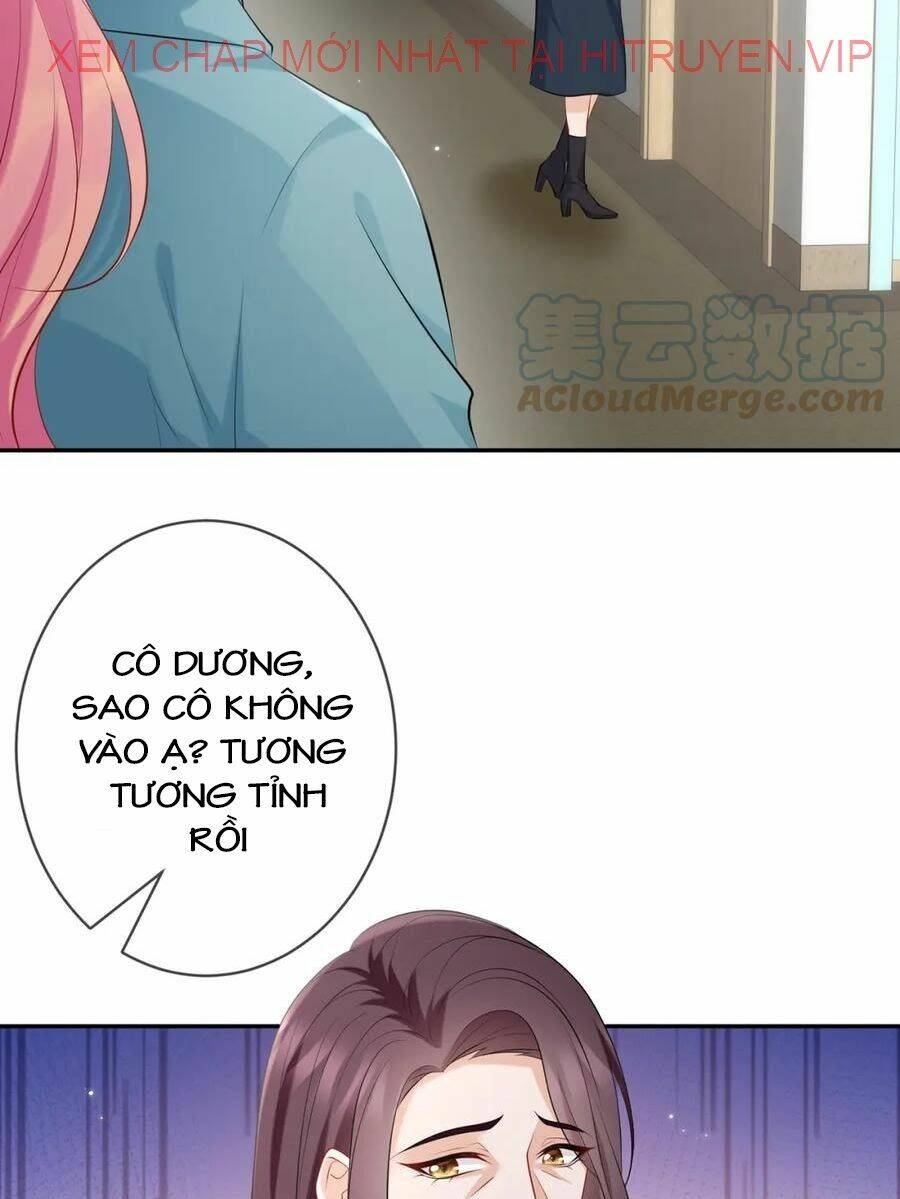 XEM CHAP MỚI NHẤT TẠI HITRUYEN.VIP
集云数据
ACloudMerge.com
CÔ DƯƠNG,
SAO CÔ KHÔNG
VÀO Ạ? TƯƠNG
TƯƠNG TỈNH
RỒI